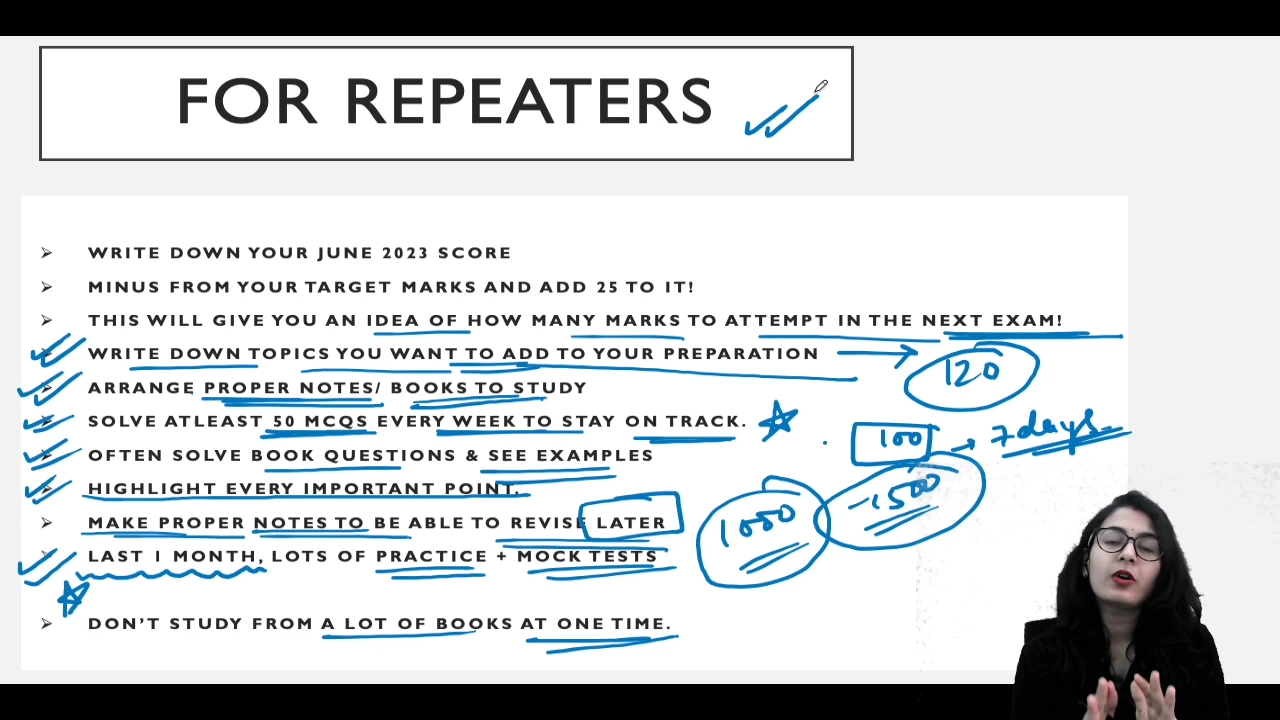 FOR REPEATERS
WRITE DOWN YOUR JUNE 2023 SCORE
MINUS FROM YOUR TARGET MARKS AND ADD 25 TO IT!
THIS WILL GIVE YOU AN IDEA OF HOW MANY MARKS TO ATTEMPT IN THE NEXT EXAM!
WRITE DOWN TOPICS YOU WANT TO ADD TO YOUR PREPARATION
120
ARRANGE PROPER NOTES/ BOOKS TO STUDY
SOLVE ATLEAST 50 MCQS EVERY WEEK TO STAY ON TRACK.
100 → 7 days
OFTEN SOLVE BOOK QUESTIONS & SEE EXAMPLES
HIGHLIGHT EVERY IMPORTANT POINT.
MAKE PROPER NOTES TO BE ABLE TO REVISE LATER
1000 -1500
LAST 1 MONTH, LOTS OF PRACTICE + MOCK TESTS
DON'T STUDY FROM A LOT OF BOOKS AT ONE TIME.